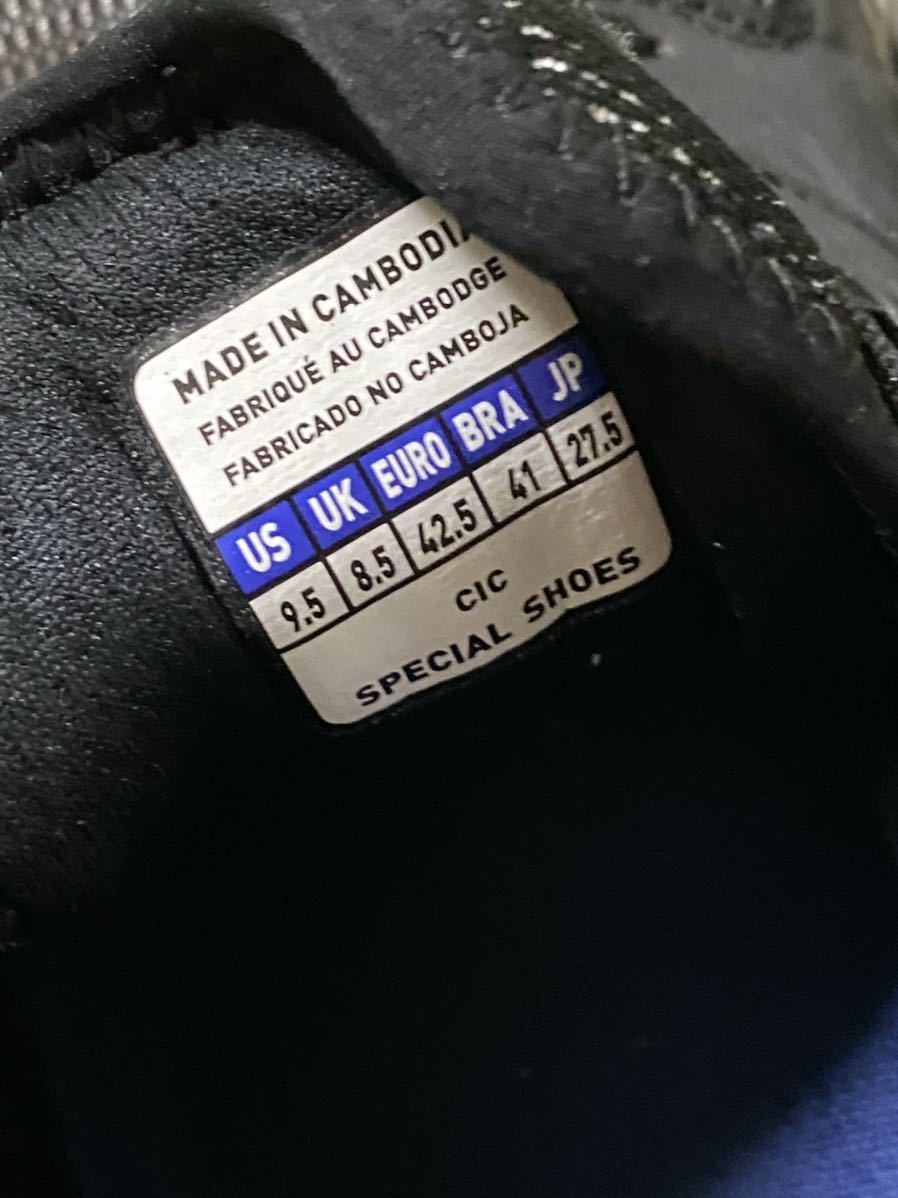 MADE IN CAMBODIA
FABRIQUÉ AU CAMBODGE
FABRICADO NO CAMBOJA
US UK EURO BRA JP
9.5 8.5 42.5 41 27.5
CIC
SPECIAL SHOES